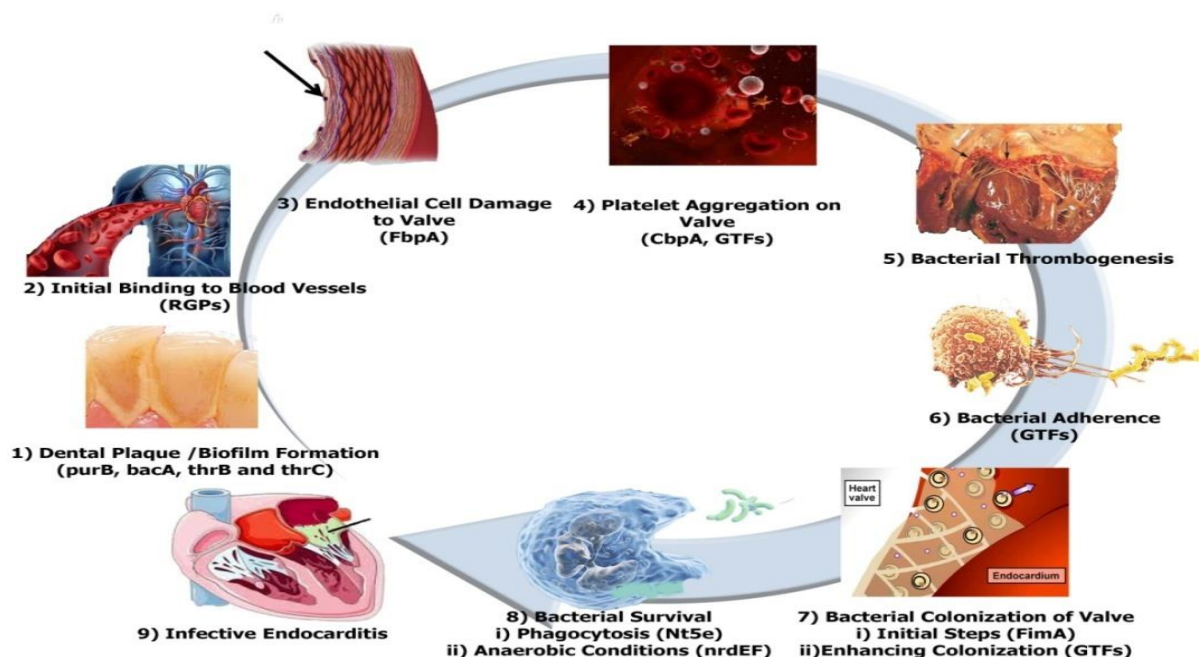 1) Dental Plaque /Biofilm Formation
(purB, bacA, thrB and thrC)
2) Initial Binding to Blood Vessels
(RGPs)
3) Endothelial Cell Damage
to Valve
(FbpA)
4) Platelet Aggregation on
Valve
(CbpA, GTFs)
5) Bacterial Thrombogenesis
6) Bacterial Adherence
(GTFs)
Heart
valve
Endocardium
7) Bacterial Colonization of Valve
i) Initial Steps (FimA)
ii)Enhancing Colonization (GTFs)
8) Bacterial Survival
i) Phagocytosis (Nt5e)
ii) Anaerobic Conditions (nrdEF)
9) Infective Endocarditis